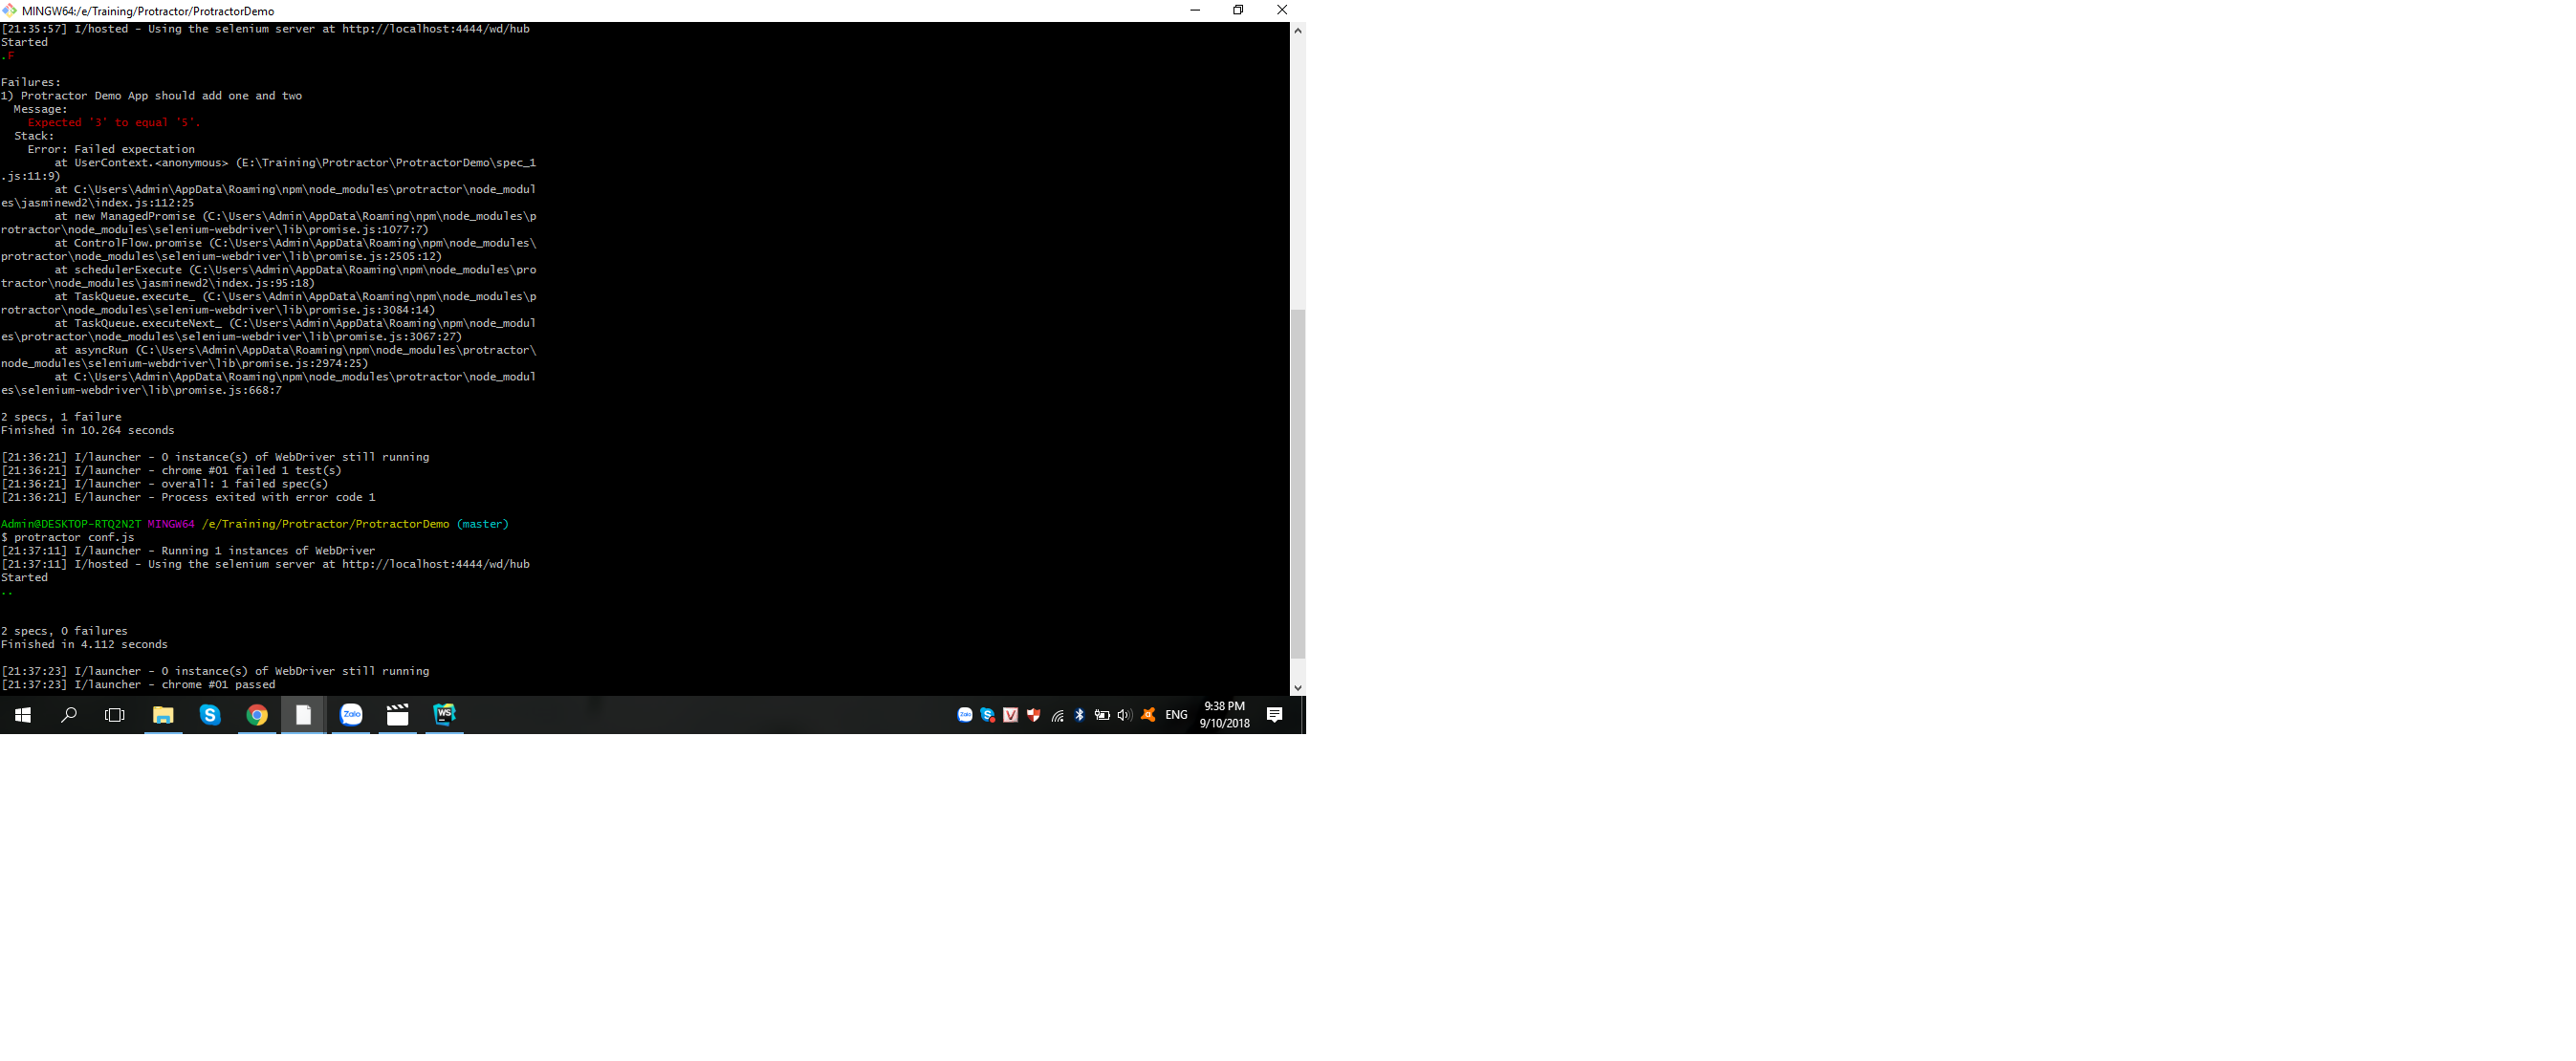 MINGW64:/e/Training/Protractor/ProtractorDemo
[21:35:57] I/hosted - Using the selenium server at http://localhost:4444/wd/hub
Started
.F
Failures:
1) Protractor Demo App should add one and two
Message:
Expected '3' to equal '5'.
Stack:
Error: Failed expectation
at UserContext.<anonymous> (E:\Training\Protractor\ProtractorDemo\spec_1
.js:11:9)
at C:\Users\Admin\AppData\Roaming\npm\node_modules\protractor\node_modul
es\jasminewd2\index.js:112:25
at new ManagedPromise (C:\Users\Admin\AppData\Roaming\npm\node_modules\p
rotractor\node_modules\selenium-webdriver\lib\promise.js:1077:7)
at ControlFlow.promise (C:\Users\Admin\AppData\Roaming\npm\node_modules\
protractor\node_modules\selenium-webdriver\lib\promise.js:2505:12)
at schedulerExecute (C:\Users\Admin\AppData\Roaming\npm\node_modules\pro
tractor\node_modules\jasminewd2\index.js:95:18)
at TaskQueue.execute_ (C:\Users\Admin\AppData\Roaming\npm\node_modules\p
rotractor\node_modules\selenium-webdriver\lib\promise.js:3084:14)
at TaskQueue.executeNext_ (C:\Users\Admin\AppData\Roaming\npm\node_modul
es\protractor\node_modules\selenium-webdriver\lib\promise.js:3067:27)
at asyncRun (C:\Users\Admin\AppData\Roaming\npm\node_modules\protractor\
node_modules\selenium-webdriver\lib\promise.js:2974:25)
at C:\Users\Admin\AppData\Roaming\npm\node_modules\protractor\node_modul
es\selenium-webdriver\lib\promise.js:668:7
2 specs, 1 failure
Finished in 10.264 seconds
[21:36:21] I/launcher - 0 instance(s) of WebDriver still running
[21:36:21] I/launcher - chrome #01 failed 1 test(s)
[21:36:21] I/launcher - overall: 1 failed spec(s)
[21:36:21] E/launcher - Process exited with error code 1
Admin@DESKTOP-RTQ2N2T MINGW64 /e/Training/Protractor/ProtractorDemo (master)
$ protractor conf.js
[21:37:11] I/launcher - Running 1 instances of WebDriver
[21:37:11] I/hosted - Using the selenium server at http://localhost:4444/wd/hub
Started
..
2 specs, 0 failures
Finished in 4.112 seconds
[21:37:23] I/launcher - 0 instance(s) of WebDriver still running
[21:37:23] I/launcher - chrome #01 passed
Zalo
WS
Zalo
V
ENG
9:38 PM
9/10/2018